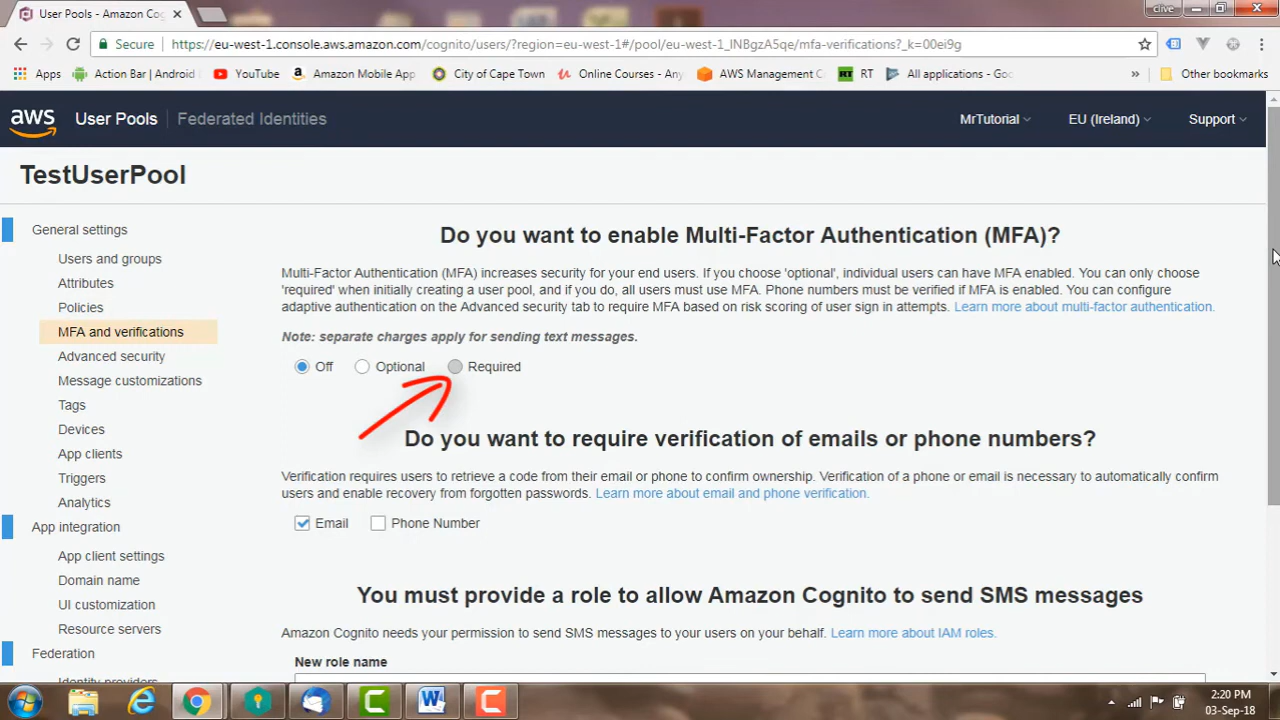 User Pools - Amazon Cog
clive
Secure https://eu-west-1.console.aws.amazon.com/cognito/users/?region=eu-west-1#/pool/eu-west-1_lNBgzA5qe/mfa-verifications?_k=00ei9g
Apps Action Bar | Android YouTube Amazon Mobile App City of Cape Town Online Courses - Any AWS Management C RT All applications - Goo » Other bookmarks
aws User Pools Federated Identities MrTutorial EU (Ireland) Support
TestUserPool
General settings
Users and groups
Attributes
Policies
MFA and verifications
Advanced security
Message customizations
Tags
Devices
App clients
Triggers
Analytics
App integration
App client settings
Domain name
UI customization
Resource servers
Federation
Identity providers
Do you want to enable Multi-Factor Authentication (MFA)?
Multi-Factor Authentication (MFA) increases security for your end users. If you choose 'optional', individual users can have MFA enabled. You can only choose
'required' when initially creating a user pool, and if you do, all users must use MFA. Phone numbers must be verified if MFA is enabled. You can configure
adaptive authentication on the Advanced security tab to require MFA based on risk scoring of user sign in attempts. Learn more about multi-factor authentication.
Note: separate charges apply for sending text messages.
Off Optional Required
Do you want to require verification of emails or phone numbers?
Verification requires users to retrieve a code from their email or phone to confirm ownership. Verification of a phone or email is necessary to automatically confirm
users and enable recovery from forgotten passwords. Learn more about email and phone verification.
Email Phone Number
You must provide a role to allow Amazon Cognito to send SMS messages
Amazon Cognito needs your permission to send SMS messages to your users on your behalf. Learn more about IAM roles.
New role name
2:20 PM
03-Sep-18